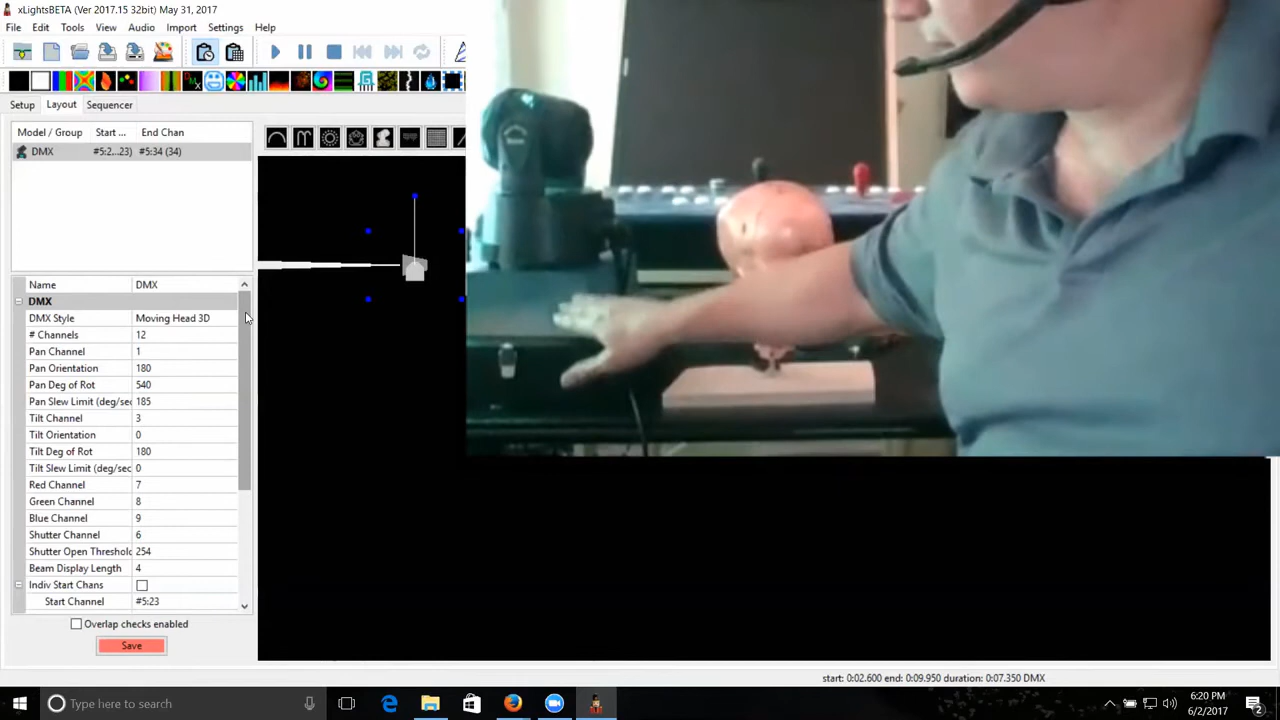 xLightsBETA (Ver 2017.15 32bit) May 31, 2017
File Edit Tools View Audio Import Settings Help
Setup Layout Sequencer
Model / Group Start ... End Chan
DMX #5:2...23) #5:34 (34)
Name DMX
DMX
DMX Style Moving Head 3D
# Channels 12
Pan Channel 1
Pan Orientation 180
Pan Deg of Rot 540
Pan Slew Limit (deg/sec 185
Tilt Channel 3
Tilt Orientation 0
Tilt Deg of Rot 180
Tilt Slew Limit (deg/sec 0
Red Channel 7
Green Channel 8
Blue Channel 9
Shutter Channel 6
Shutter Open Threshold 254
Beam Display Length 4
Indiv Start Chans
Start Channel #5:23
Overlap checks enabled
Save
start: 0:02.600 end: 0:09.950 duration: 0:07.350 DMX
Type here to search
6:20 PM
6/2/2017
2